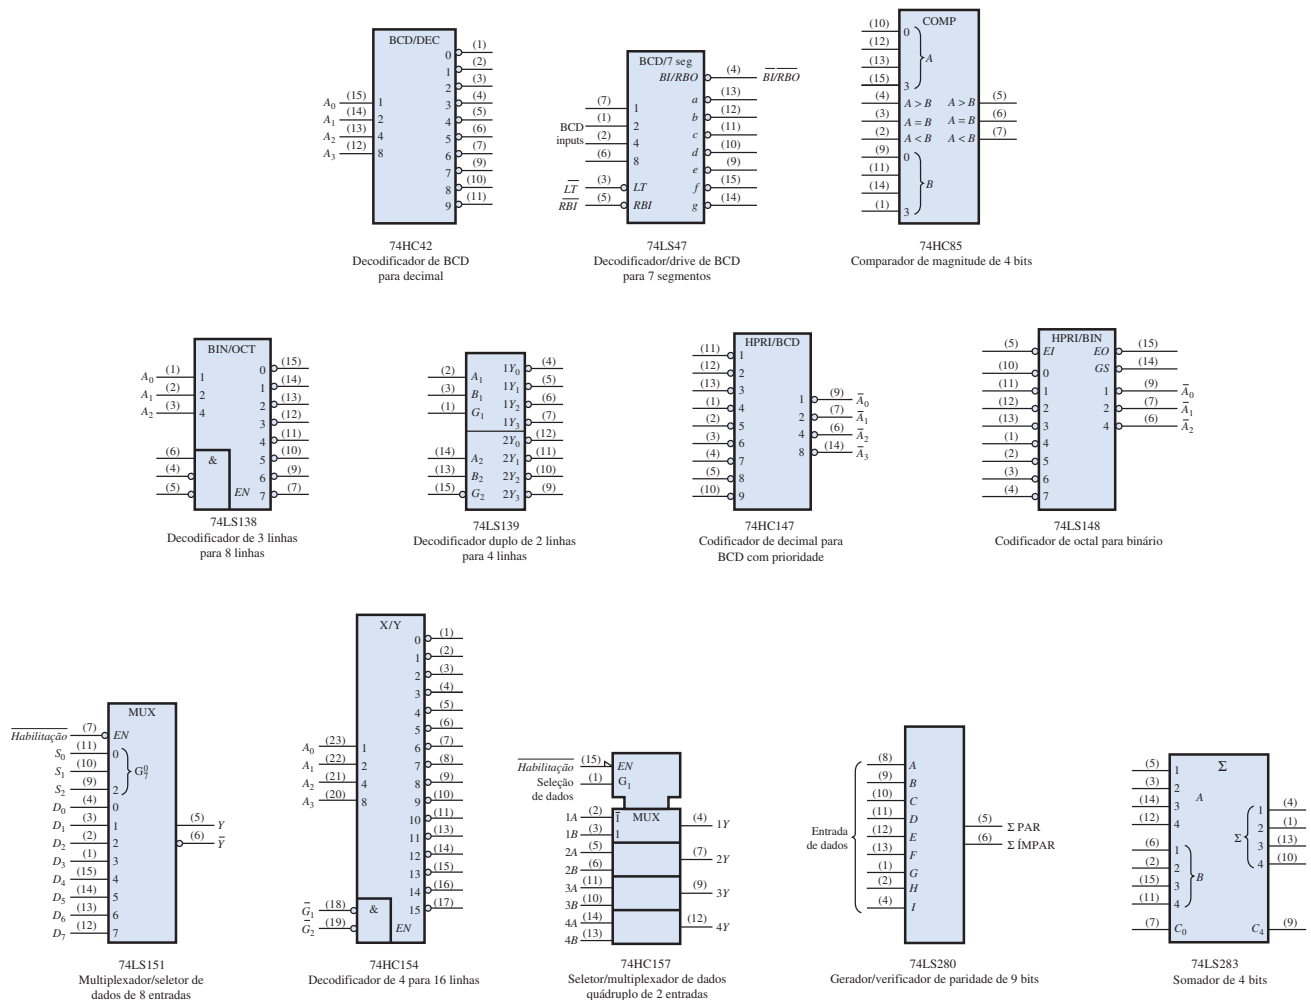 BCD/DEC
A0 (15) 1
A1 (14) 2
A2 (13) 4
A3 (12) 8
0 (1)
1 (2)
2 (3)
3 (4)
4 (5)
5 (6)
6 (7)
7 (9)
8 (10)
9 (11)
74HC42
Decodificador de BCD
para decimal
BCD/7 seg
BI/RBO (4) BI/RBO
BCD
inputs
(7) 1
(1) 2
(2) 4
(6) 8
LT (3) LT
RBI (5) RBI
a (13)
b (12)
c (11)
d (10)
e (9)
f (15)
g (14)
74LS47
Decodificador/drive de BCD
para 7 segmentos
COMP
(10) 0
(12)
(13)
(15) 3
A
(4) A > B A > B (5)
(3) A = B A = B (6)
(2) A < B A < B (7)
(9) 0
(11)
(14)
(1) 3
B
74HC85
Comparador de magnitude de 4 bits
BIN/OCT
A0 (1) 1
A1 (2) 2
A2 (3) 4
(6) &
(4)
(5) EN
0 (15)
1 (14)
2 (13)
3 (12)
4 (11)
5 (10)
6 (9)
7 (7)
74LS138
Decodificador de 3 linhas
para 8 linhas
(2) A1
(3) B1
(1) G1
(14) A2
(13) B2
(15) G2
1Y0 (4)
1Y1 (5)
1Y2 (6)
1Y3 (7)
2Y0 (12)
2Y1 (11)
2Y2 (10)
2Y3 (9)
74LS139
Decodificador duplo de 2 linhas
para 4 linhas
HPRI/BCD
(11) 1
(12) 2
(13) 3
(1) 4
(2) 5
(3) 6
(4) 7
(5) 8
(10) 9
1 (9) A̅0
2 (7) A̅1
4 (6) A̅2
8 (14) A̅3
74HC147
Codificador de decimal para
BCD com prioridade
HPRI/BIN
(5) EI
(10) 0
(11) 1
(12) 2
(13) 3
(1) 4
(2) 5
(3) 6
(4) 7
EO (15)
GS (14)
1 (9) A̅0
2 (7) A̅1
4 (6) A̅2
74LS148
Codificador de octal para binário
MUX
Habilitação (7) EN
S0 (11) 0
S1 (10)
S2 (9) 2
G 0/7
D0 (4) 0
D1 (3) 1
D2 (2) 2
D3 (1) 3
D4 (15) 4
D5 (14) 5
D6 (13) 6
D7 (12) 7
(5) Y
(6) Y̅
74LS151
Multiplexador/seletor de
dados de 8 entradas
X/Y
A0 (23) 1
A1 (22) 2
A2 (21) 4
A3 (20) 8
G̅1 (18) &
G̅2 (19) EN
0 (1)
1 (2)
2 (3)
3 (4)
4 (5)
5 (6)
6 (7)
7 (8)
8 (9)
9 (10)
10 (11)
11 (13)
12 (14)
13 (15)
14 (16)
15 (17)
74HC154
Decodificador de 4 para 16 linhas
Habilitação (15) EN
Seleção
de dados
(1) G1
MUX
1A (2) 1̅
1B (3) 1
2A (5)
2B (6)
3A (11)
3B (10)
4A (14)
4B (13)
(4) 1Y
(7) 2Y
(9) 3Y
(12) 4Y
74HC157
Seletor/multiplexador de dados
quádruplo de 2 entradas
Entrada
de dados
(8) A
(9) B
(10) C
(11) D
(12) E
(13) F
(1) G
(2) H
(4) I
(5) Σ PAR
(6) Σ ÍMPAR
74LS280
Gerador/verificador de paridade de 9 bits
Σ
(5) 1
(3) 2
(14) 3
(12) 4
A
(6) 1
(2) 2
(15) 3
(11) 4
B
(7) C0
Σ
1 (4)
2 (1)
3 (13)
4 (10)
C4 (9)
74LS283
Somador de 4 bits